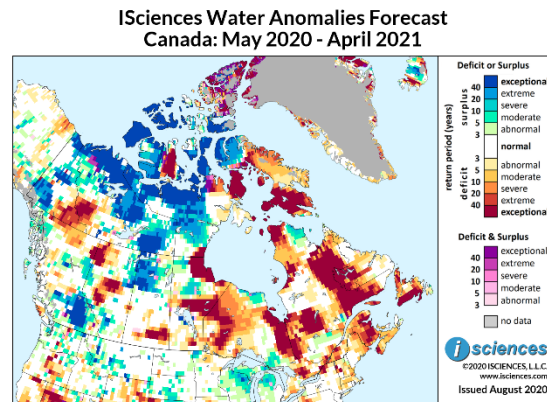 ISciences Water Anomalies Forecast
Canada: May 2020 - April 2021
Deficit or Surplus
return period (years)
surplus
deficit
exceptional
40
extreme
20
severe
10
moderate
5
abnormal
3
normal
3
abnormal
5
moderate
10
severe
20
extreme
40
exceptional
Deficit & Surplus
exceptional
40
extreme
20
severe
10
moderate
5
abnormal
3
no data
i sciences
©2020 ISCIENCES, L.L.C.
www.isciences.com
Issued August 2020